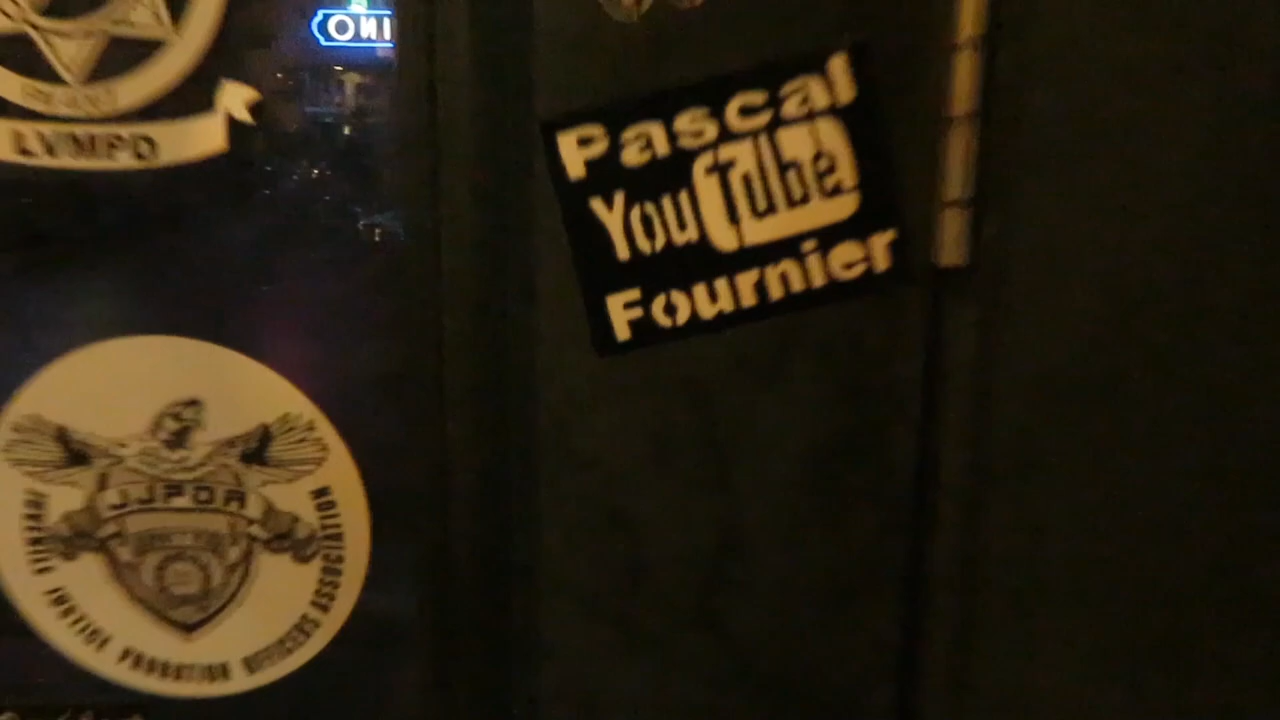 LVMPD
Pascal
YouTube
Fournier
JJPOA
JUVENILE JUSTICE PROBATION OFFICERS ASSOCIATION